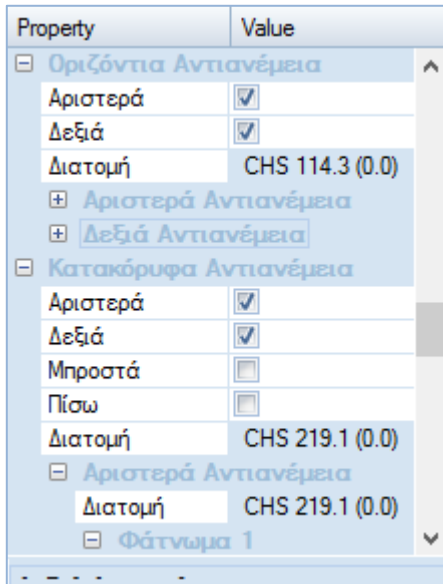 Property Value
Οριζόντια Αντιανέμεια
Αριστερά
Δεξιά
Διατομή CHS 114.3 (0.0)
Αριστερά Αντιανέμεια
Δεξιά Αντιανέμεια
Κατακόρυφα Αντιανέμεια
Αριστερά
Δεξιά
Μπροστά
Πίσω
Διατομή CHS 219.1 (0.0)
Αριστερά Αντιανέμεια
Διατομή CHS 219.1 (0.0)
Φάτνωμα 1